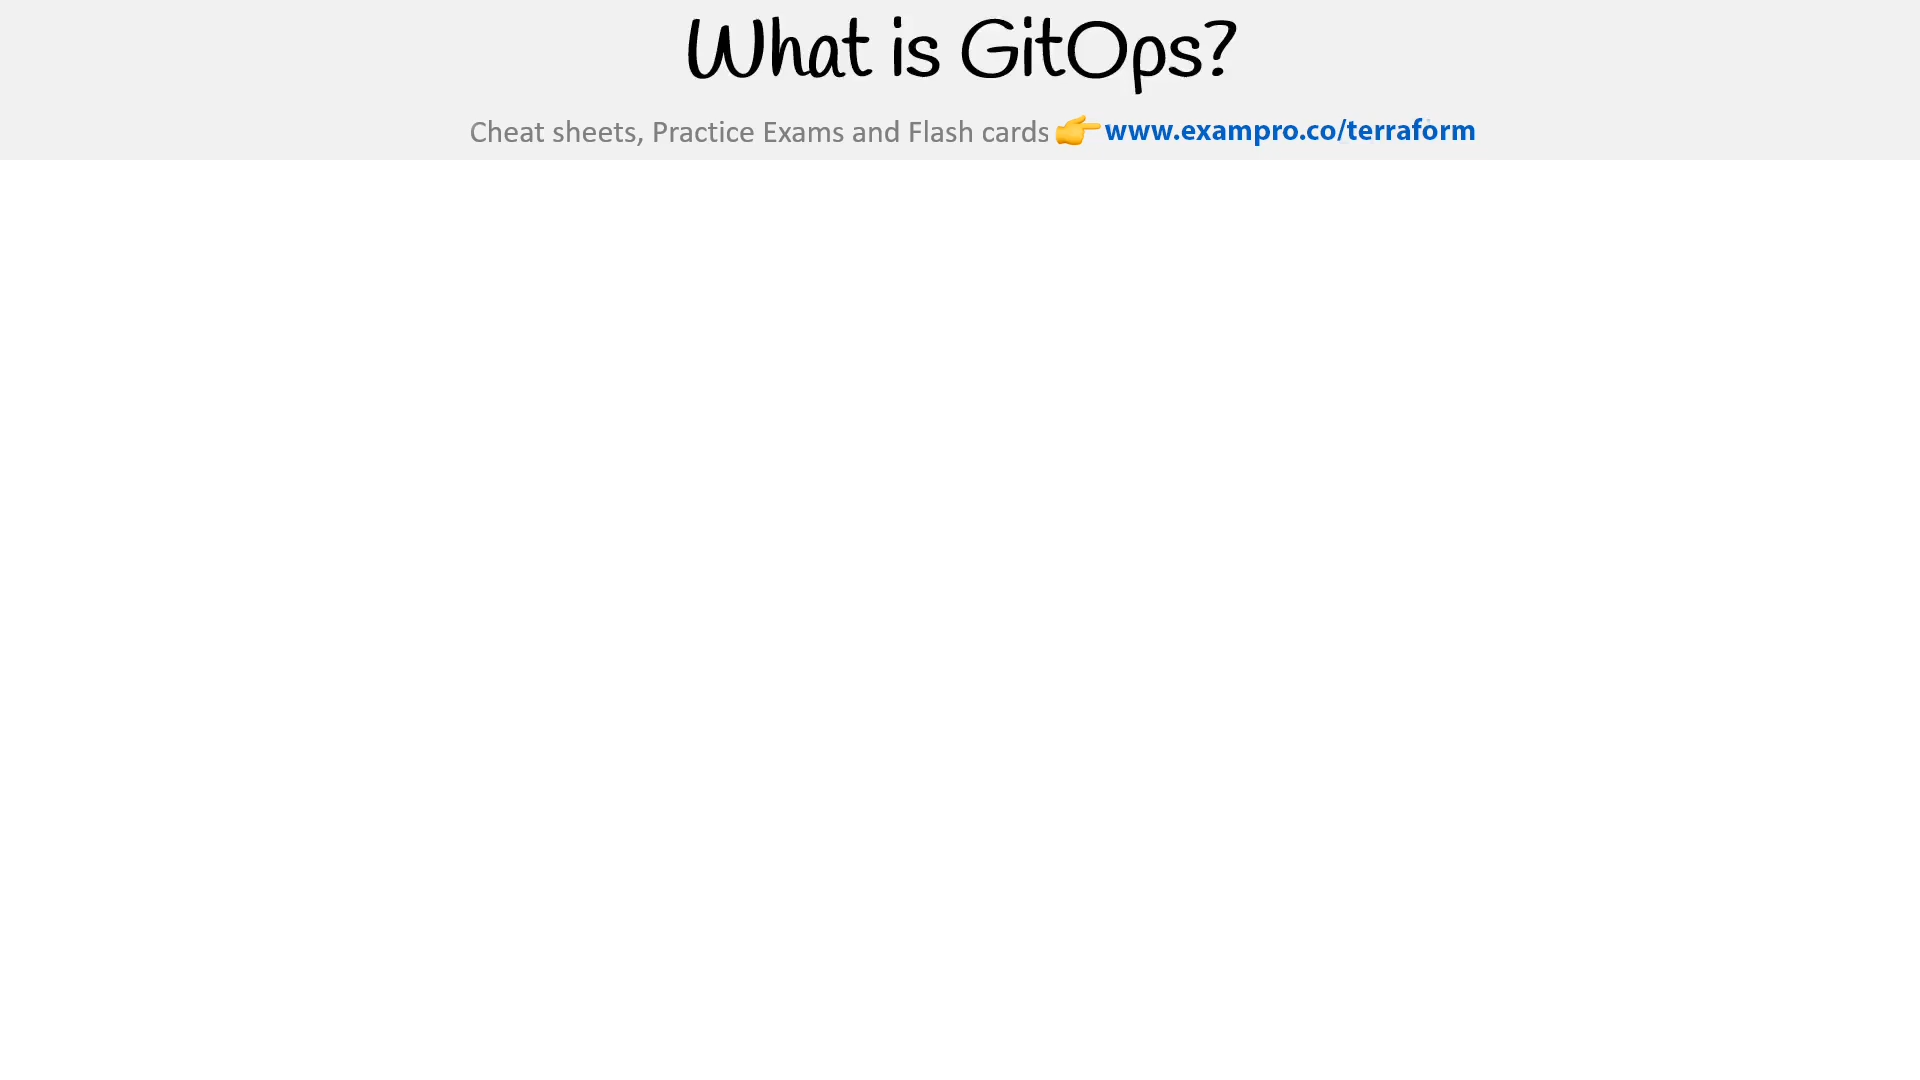 What is GitOps?
Cheat sheets, Practice Exams and Flash cards 👉 www.exampro.co/terraform